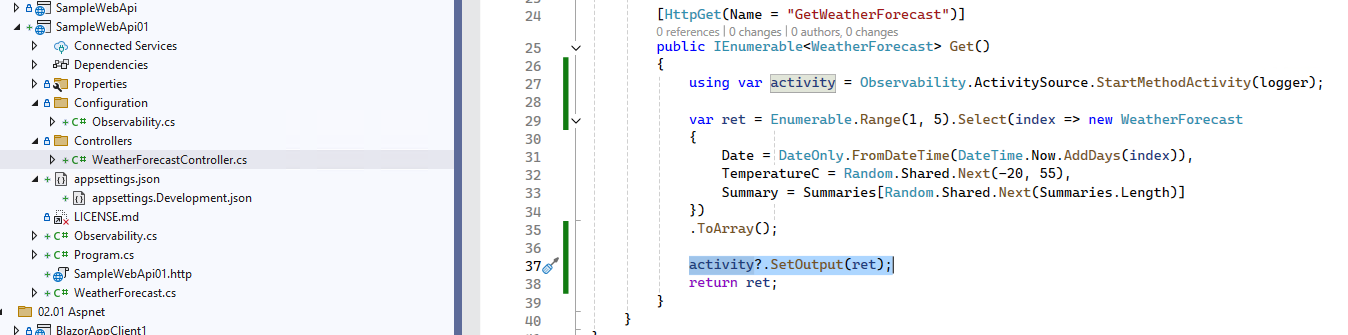 SampleWebApi
SampleWebApi01
Connected Services
Dependencies
Properties
Configuration
C# Observability.cs
Controllers
C# WeatherForecastController.cs
appsettings.json
appsettings.Development.json
LICENSE.md
C# Observability.cs
C# Program.cs
SampleWebApi01.http
C# WeatherForecast.cs
02.01 Aspnet
BlazorAppClient1
24 [HttpGet(Name = "GetWeatherForecast")]
0 references | 0 changes | 0 authors, 0 changes
25 public IEnumerable<WeatherForecast> Get()
26 {
27 using var activity = Observability.ActivitySource.StartMethodActivity(logger);
28
29 var ret = Enumerable.Range(1, 5).Select(index => new WeatherForecast
30 {
31 Date = DateOnly.FromDateTime(DateTime.Now.AddDays(index)),
32 TemperatureC = Random.Shared.Next(-20, 55),
33 Summary = Summaries[Random.Shared.Next(Summaries.Length)]
34 })
35 .ToArray();
36
37 activity?.SetOutput(ret);
38 return ret;
39 }
40 }